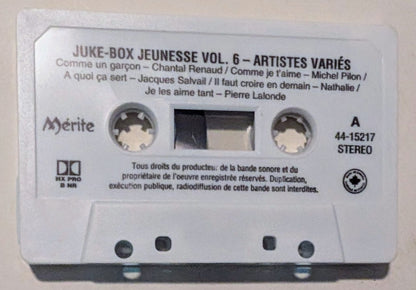 JUKE-BOX JEUNESSE VOL. 6 – ARTISTES VARIÉS
Comme un garçon – Chantal Renaud / Comme je t'aime – Michel Pilon /
A quoi ça sert – Jacques Salvail / Il faut croire en demain – Nathalie /
Je les aime tant – Pierre Lalonde
Mérite
A
44-15217
STEREO
HX PRO
B NR
Tous droits du producteur de la bande sonore et du
propriétaire de l'oeuvre enregistrée réservés. Duplication,
exécution publique, radiodiffusion de cette bande sont interdites.